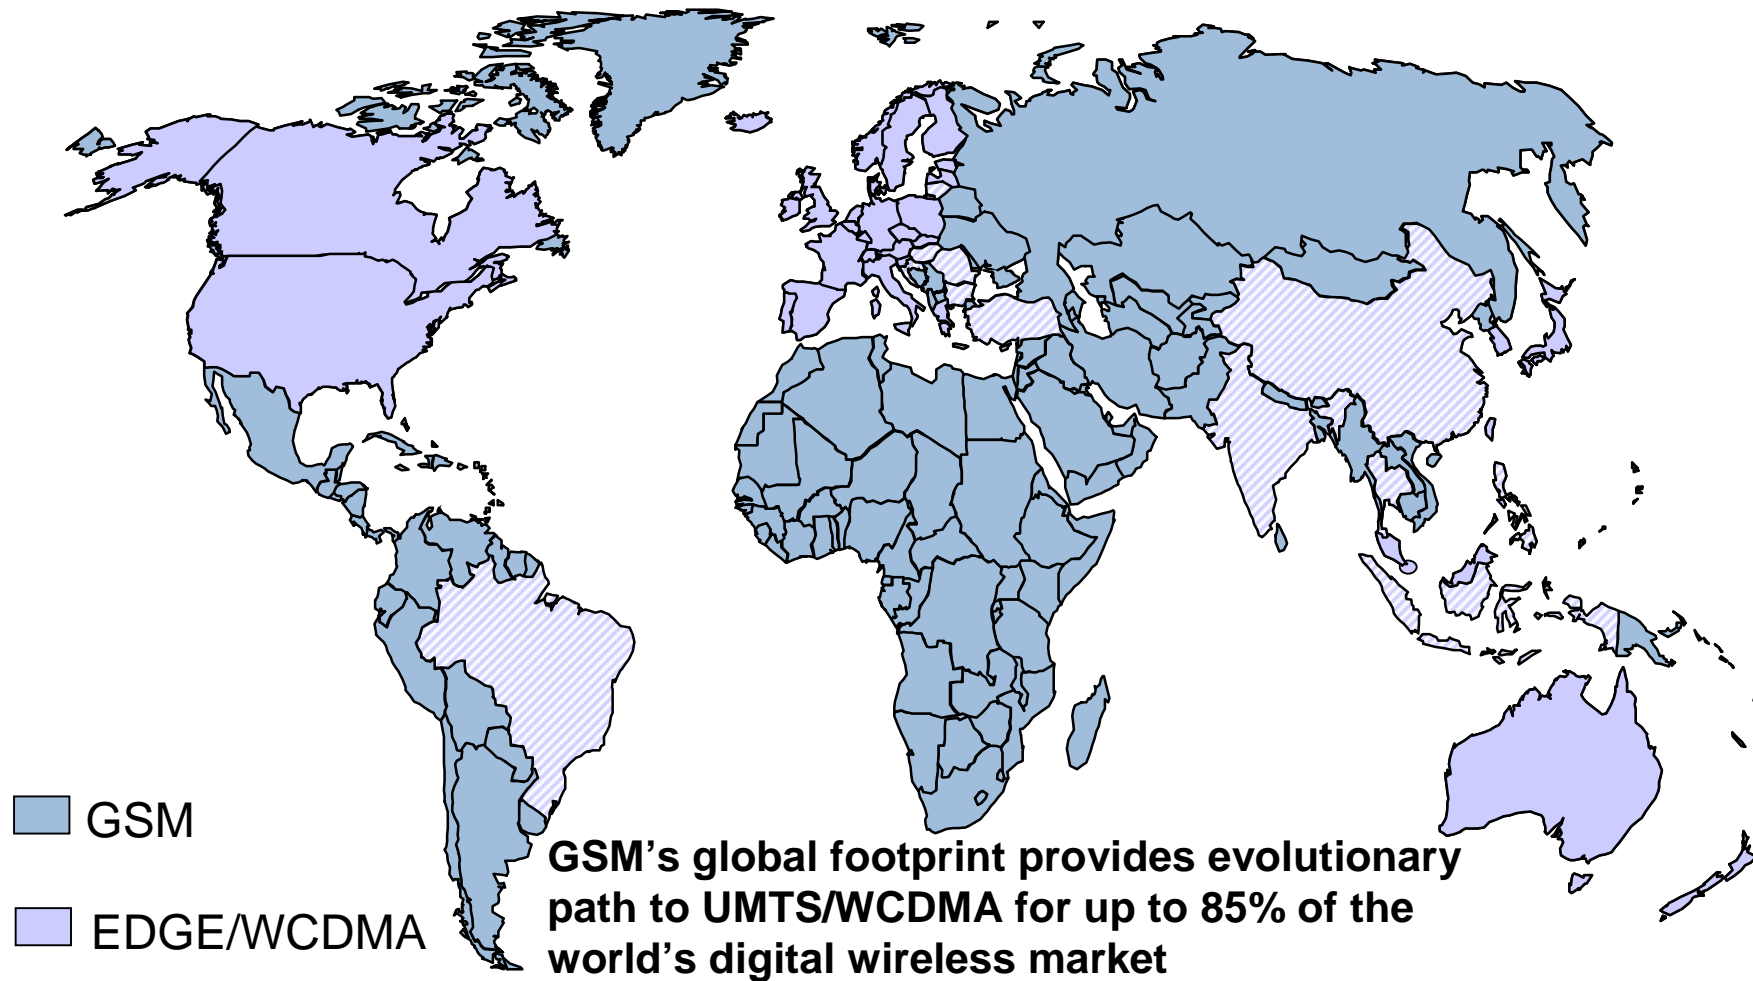 GSM
EDGE/WCDMA
GSM’s global footprint provides evolutionary
path to UMTS/WCDMA for up to 85% of the
world’s digital wireless market